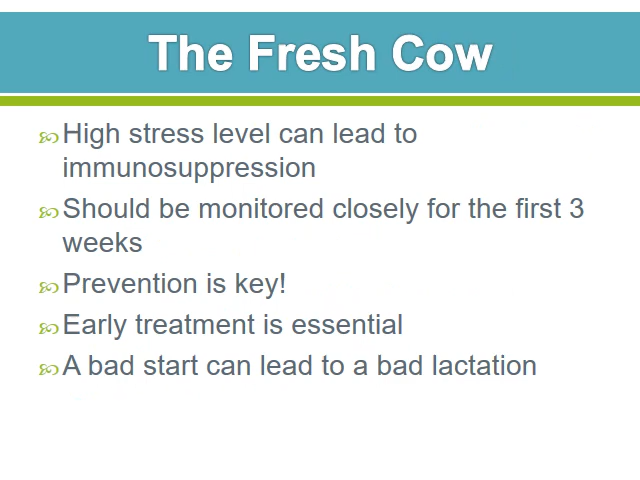 The Fresh Cow
High stress level can lead to
immunosuppression
Should be monitored closely for the first 3
weeks
Prevention is key!
Early treatment is essential
A bad start can lead to a bad lactation